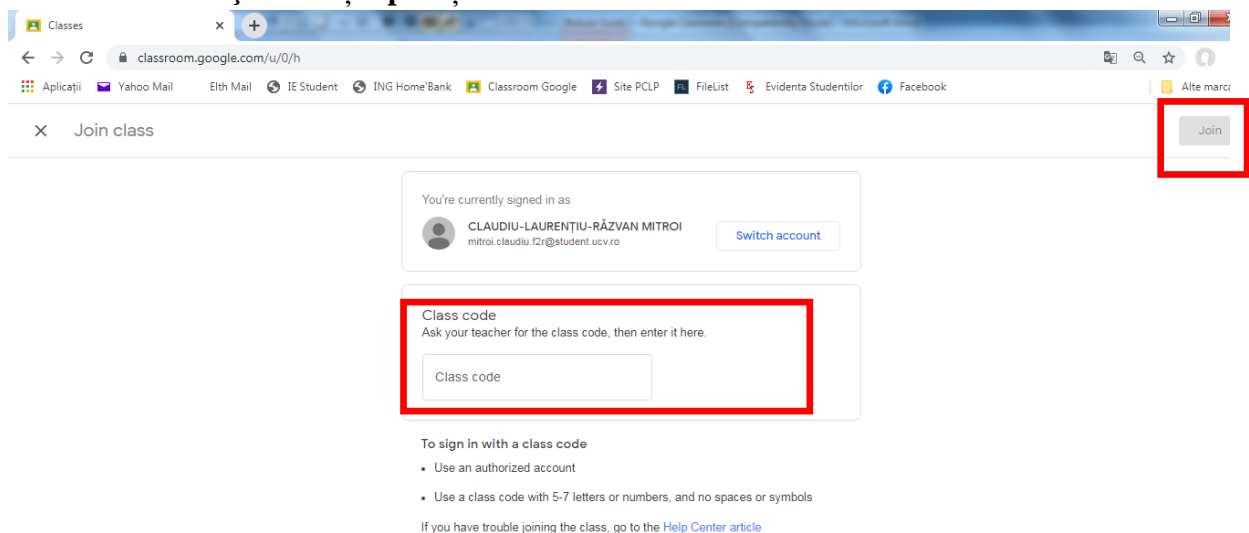 Classes
classroom.google.com/u/0/h
Aplicații Yahoo Mail Elth Mail IE Student ING Home'Bank Classroom Google Site PCLP FileList Evidenta Studentilor Facebook Alte marca
Join class Join
You're currently signed in as
CLAUDIU-LAURENȚIU-RĂZVAN MITROI
mitroi.claudiu.f2r@student.ucv.ro
Switch account
Class code
Ask your teacher for the class code, then enter it here.
Class code
To sign in with a class code
• Use an authorized account
• Use a class code with 5-7 letters or numbers, and no spaces or symbols
If you have trouble joining the class, go to the Help Center article